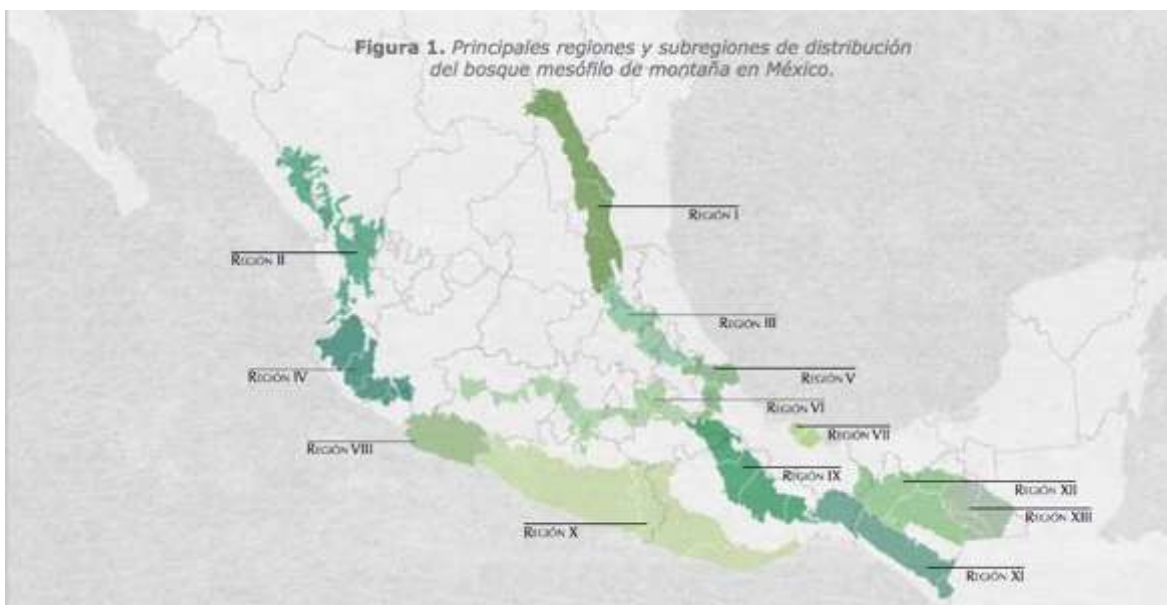 Figura 1. Principales regiones y subregiones de distribución
del bosque mesófilo de montaña en México.
Región I
Región II
Región III
Región IV
Región V
Región VI
Región VII
Región VIII
Región IX
Región XII
Región XIII
Región X
Región XI